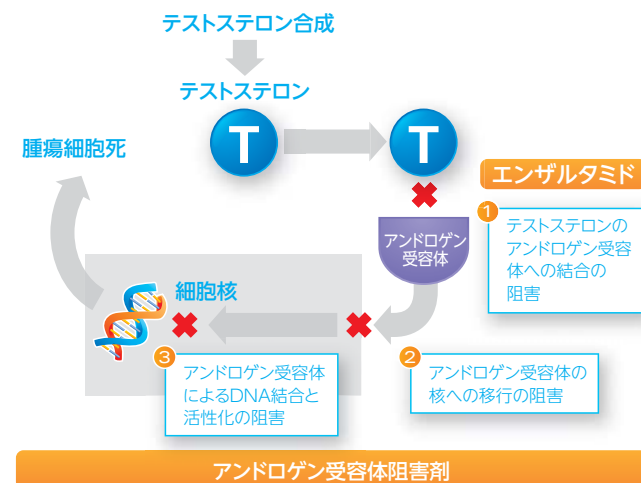 テストステロン合成
テストステロン
T
T
腫瘍細胞死
エンザルタミド
1
テストステロンの
アンドロゲン受容
体への結合の
阻害
アンドロゲン
受容体
細胞核
3
アンドロゲン受容体
によるDNA結合と
活性化の阻害
2
アンドロゲン受容体の
核への移行の阻害
アンドロゲン受容体阻害剤